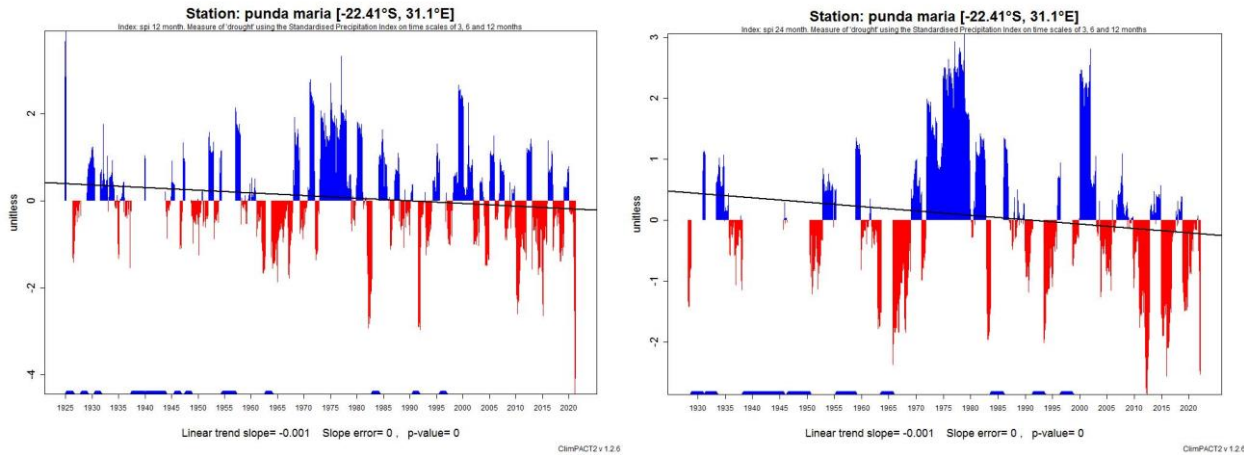 Station: punda maria [-22.41°S, 31.1°E]
Index: spi 12 month. Measure of 'drought' using the Standardised Precipitation Index on time scales of 3, 6 and 12 months
unitless
2
0
-2
-4
1925 1930 1935 1940 1945 1950 1955 1960 1965 1970 1975 1980 1985 1990 1995 2000 2005 2010 2015 2020
Linear trend slope= -0.001 Slope error= 0 , p-value= 0
ClimPACT2 v 1.2.6
Station: punda maria [-22.41°S, 31.1°E]
Index: spi 24 month. Measure of 'drought' using the Standardised Precipitation Index on time scales of 3, 6 and 12 months
unitless
3
2
1
0
-1
-2
1930 1935 1940 1945 1950 1955 1960 1965 1970 1975 1980 1985 1990 1995 2000 2005 2010 2015 2020
Linear trend slope= -0.001 Slope error= 0 , p-value= 0
ClimPACT2 v 1.2.6